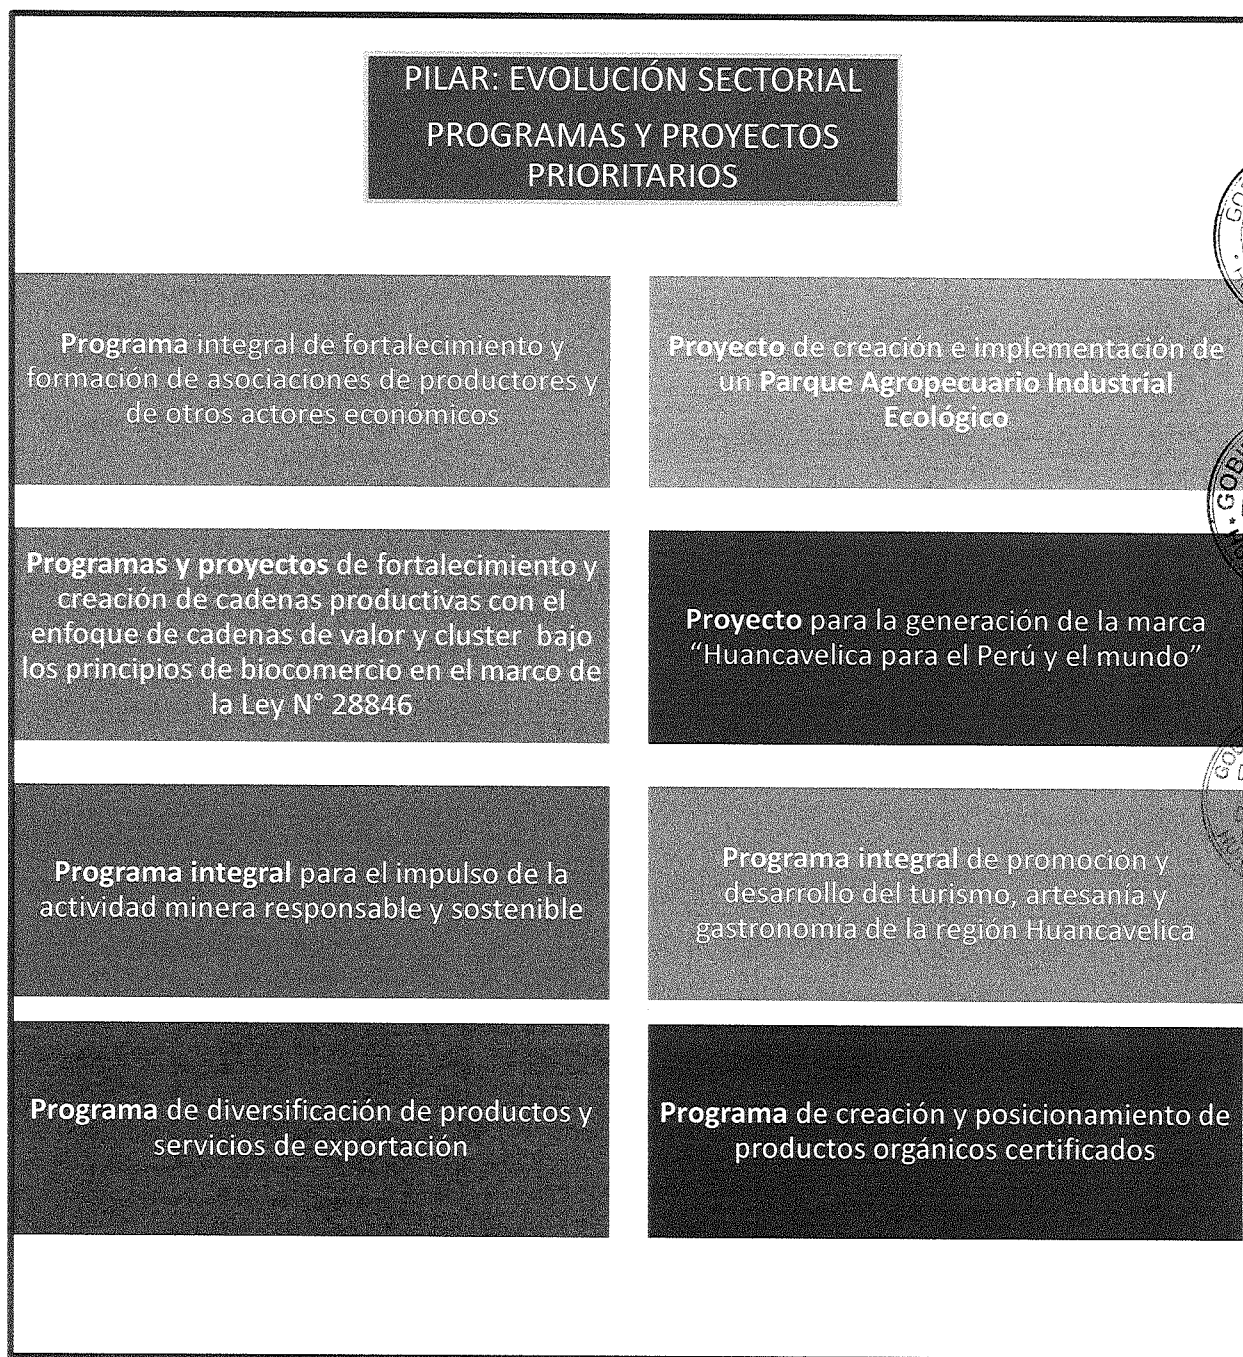 PILAR: EVOLUCIÓN SECTORIAL
PROGRAMAS Y PROYECTOS
PRIORITARIOS
Programa integral de fortalecimiento y
formación de asociaciones de productores y
de otros actores económicos
Proyecto de creación e implementación de
un Parque Agropecuario Industrial
Ecológico
Programas y proyectos de fortalecimiento y
creación de cadenas productivas con el
enfoque de cadenas de valor y cluster bajo
los principios de biocomercio en el marco de
la Ley N° 28846
Proyecto para la generación de la marca
“Huancavelica para el Perú y el mundo”
Programa integral para el impulso de la
actividad minera responsable y sostenible
Programa integral de promoción y
desarrollo del turismo, artesanía y
gastronomía de la región Huancavelica
Programa de diversificación de productos y
servicios de exportación
Programa de creación y posicionamiento de
productos orgánicos certificados